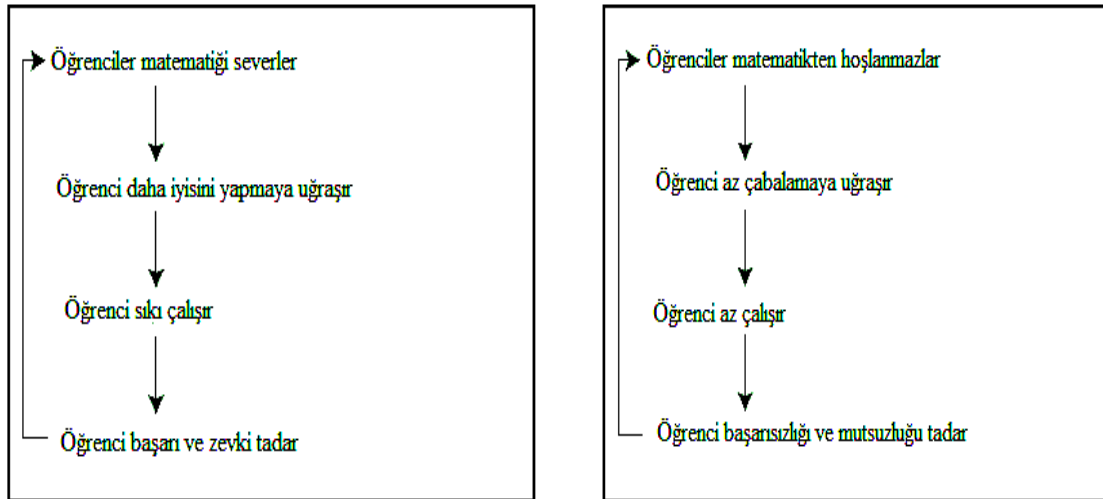 Öğrenciler matematiği severler
Öğrenci daha iyisini yapmaya uğraşır
Öğrenci sıkı çalışır
Öğrenci başarı ve zevki tadar
Öğrenciler matematikten hoşlanmazlar
Öğrenci az çabalamaya uğraşır
Öğrenci az çalışır
Öğrenci başarısızlığı ve mutsuzluğu tadar